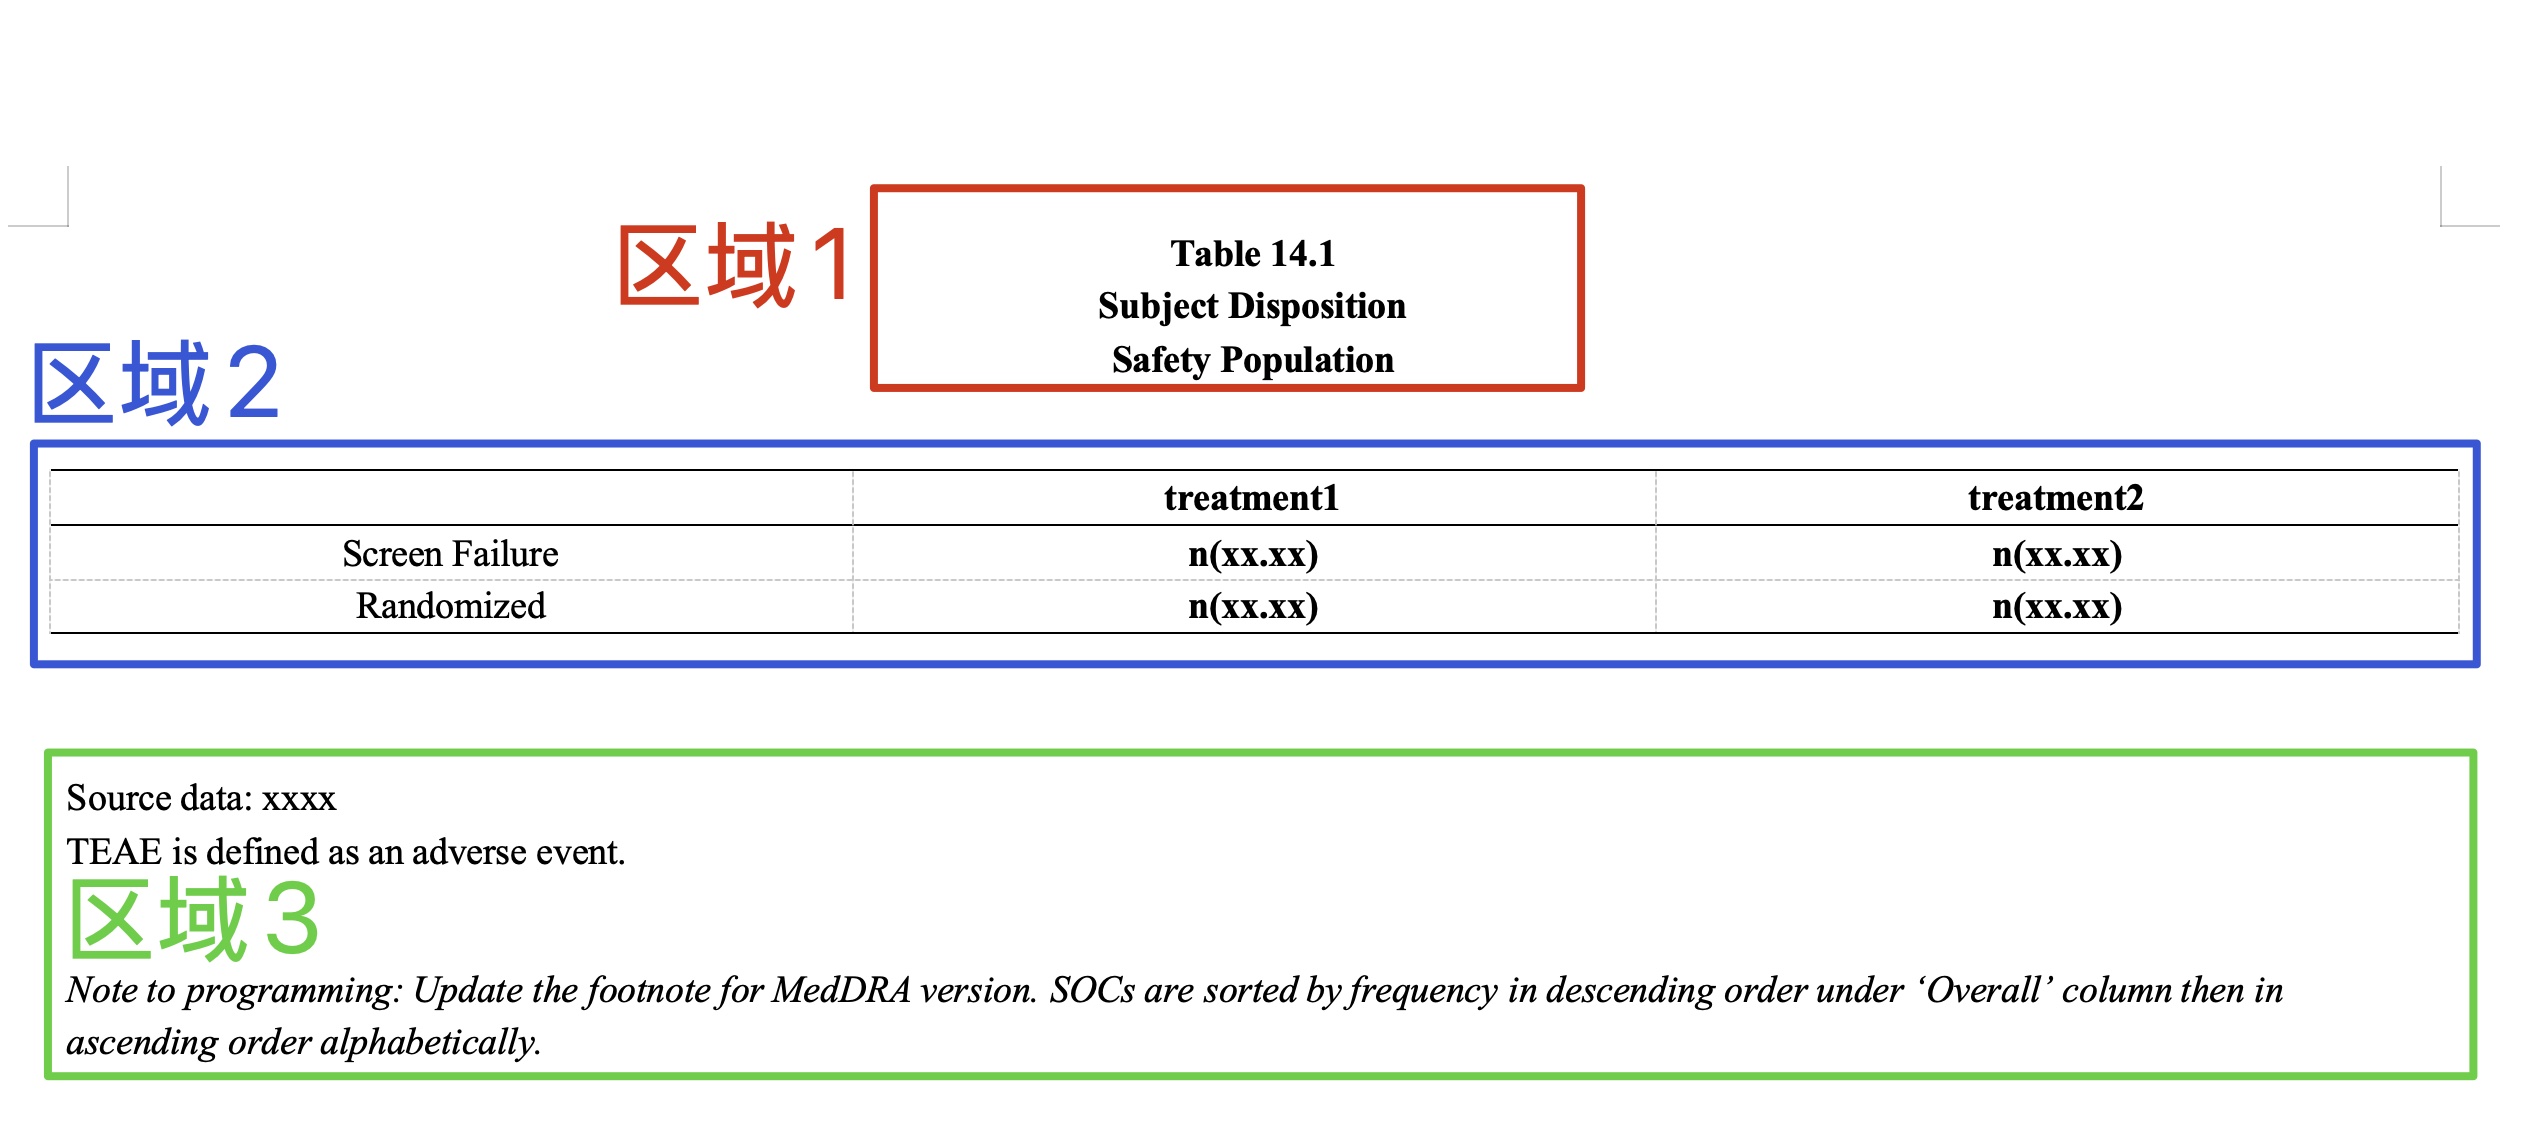 区域1
Table 14.1
Subject Disposition
Safety Population
区域2
treatment1 treatment2
Screen Failure n(xx.xx) n(xx.xx)
Randomized n(xx.xx) n(xx.xx)
Source data: xxxx
TEAE is defined as an adverse event.
区域3
Note to programming: Update the footnote for MedDRA version. SOCs are sorted by frequency in descending order under ‘Overall’ column then in
ascending order alphabetically.